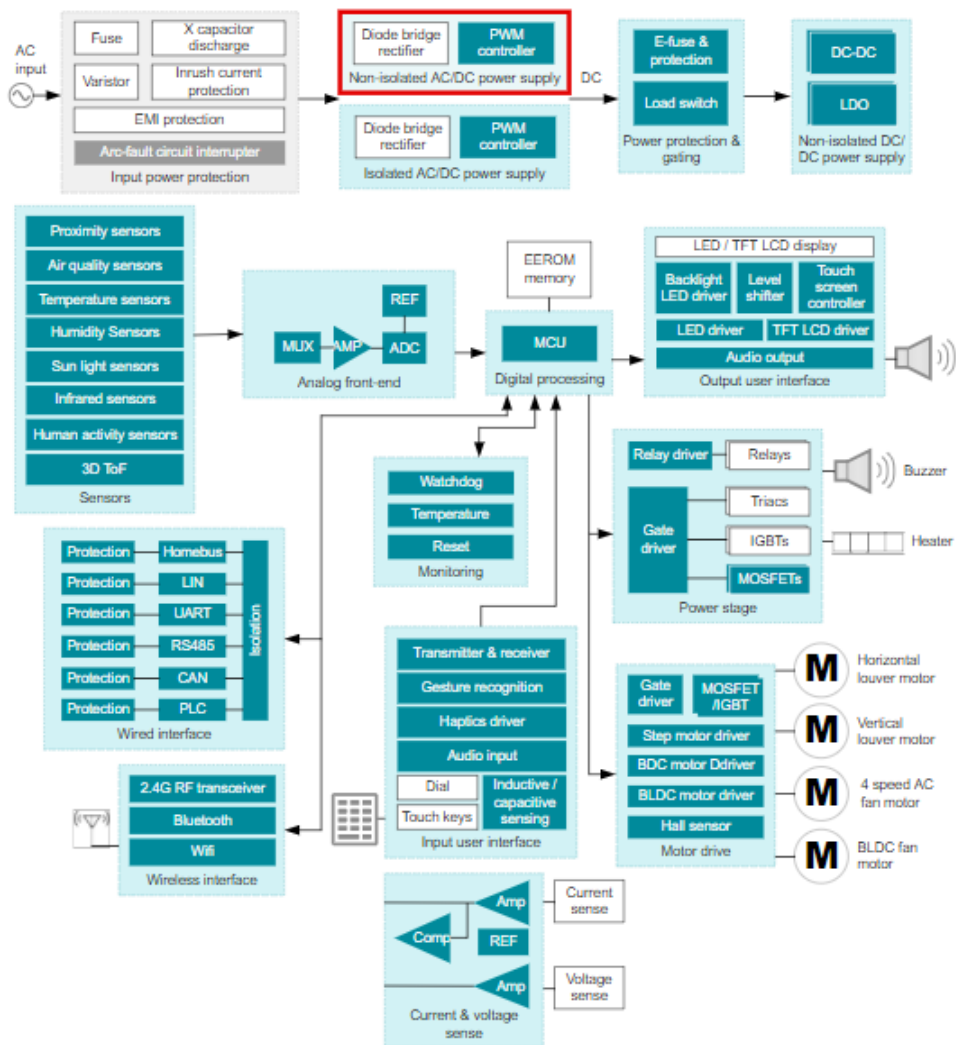 AC
input
Fuse
X capacitor
discharge
Varistor
Inrush current
protection
EMI protection
Arc-fault circuit interrupter
Input power protection
Diode bridge
rectifier
PWM
controller
Non-isolated AC/DC power supply
Diode bridge
rectifier
PWM
controller
Isolated AC/DC power supply
DC
E-fuse &
protection
Load switch
Power protection &
gating
DC-DC
LDO
Non-isolated DC/
DC power supply
Proximity sensors
Air quality sensors
Temperature sensors
Humidity Sensors
Sun light sensors
Infrared sensors
Human activity sensors
3D ToF
Sensors
REF
MUX
AMP
ADC
Analog front-end
EEROM
memory
MCU
Digital processing
LED / TFT LCD display
Backlight
LED driver
Level
shifter
Touch
screen
controller
LED driver
TFT LCD driver
Audio output
Output user interface
Watchdog
Temperature
Reset
Monitoring
Relay driver
Relays
Gate
driver
Triacs
IGBTs
MOSFETs
Power stage
Buzzer
Heater
Protection
Homebus
Protection
LIN
Protection
UART
Protection
RS485
Protection
CAN
Protection
PLC
Isolation
Wired interface
Transmitter & receiver
Gesture recognition
Haptics driver
Audio input
Dial
Touch keys
Inductive /
capacitive
sensing
Input user interface
Gate
driver
MOSFET
/IGBT
Step motor driver
BDC motor Ddriver
BLDC motor driver
Hall sensor
Motor drive
M
Horizontal
louver motor
M
Vertical
louver motor
M
4 speed AC
fan motor
M
BLDC fan
motor
2.4G RF transceiver
Bluetooth
Wifi
Wireless interface
Amp
Current
sense
Comp
REF
Amp
Voltage
sense
Current & voltage
sense